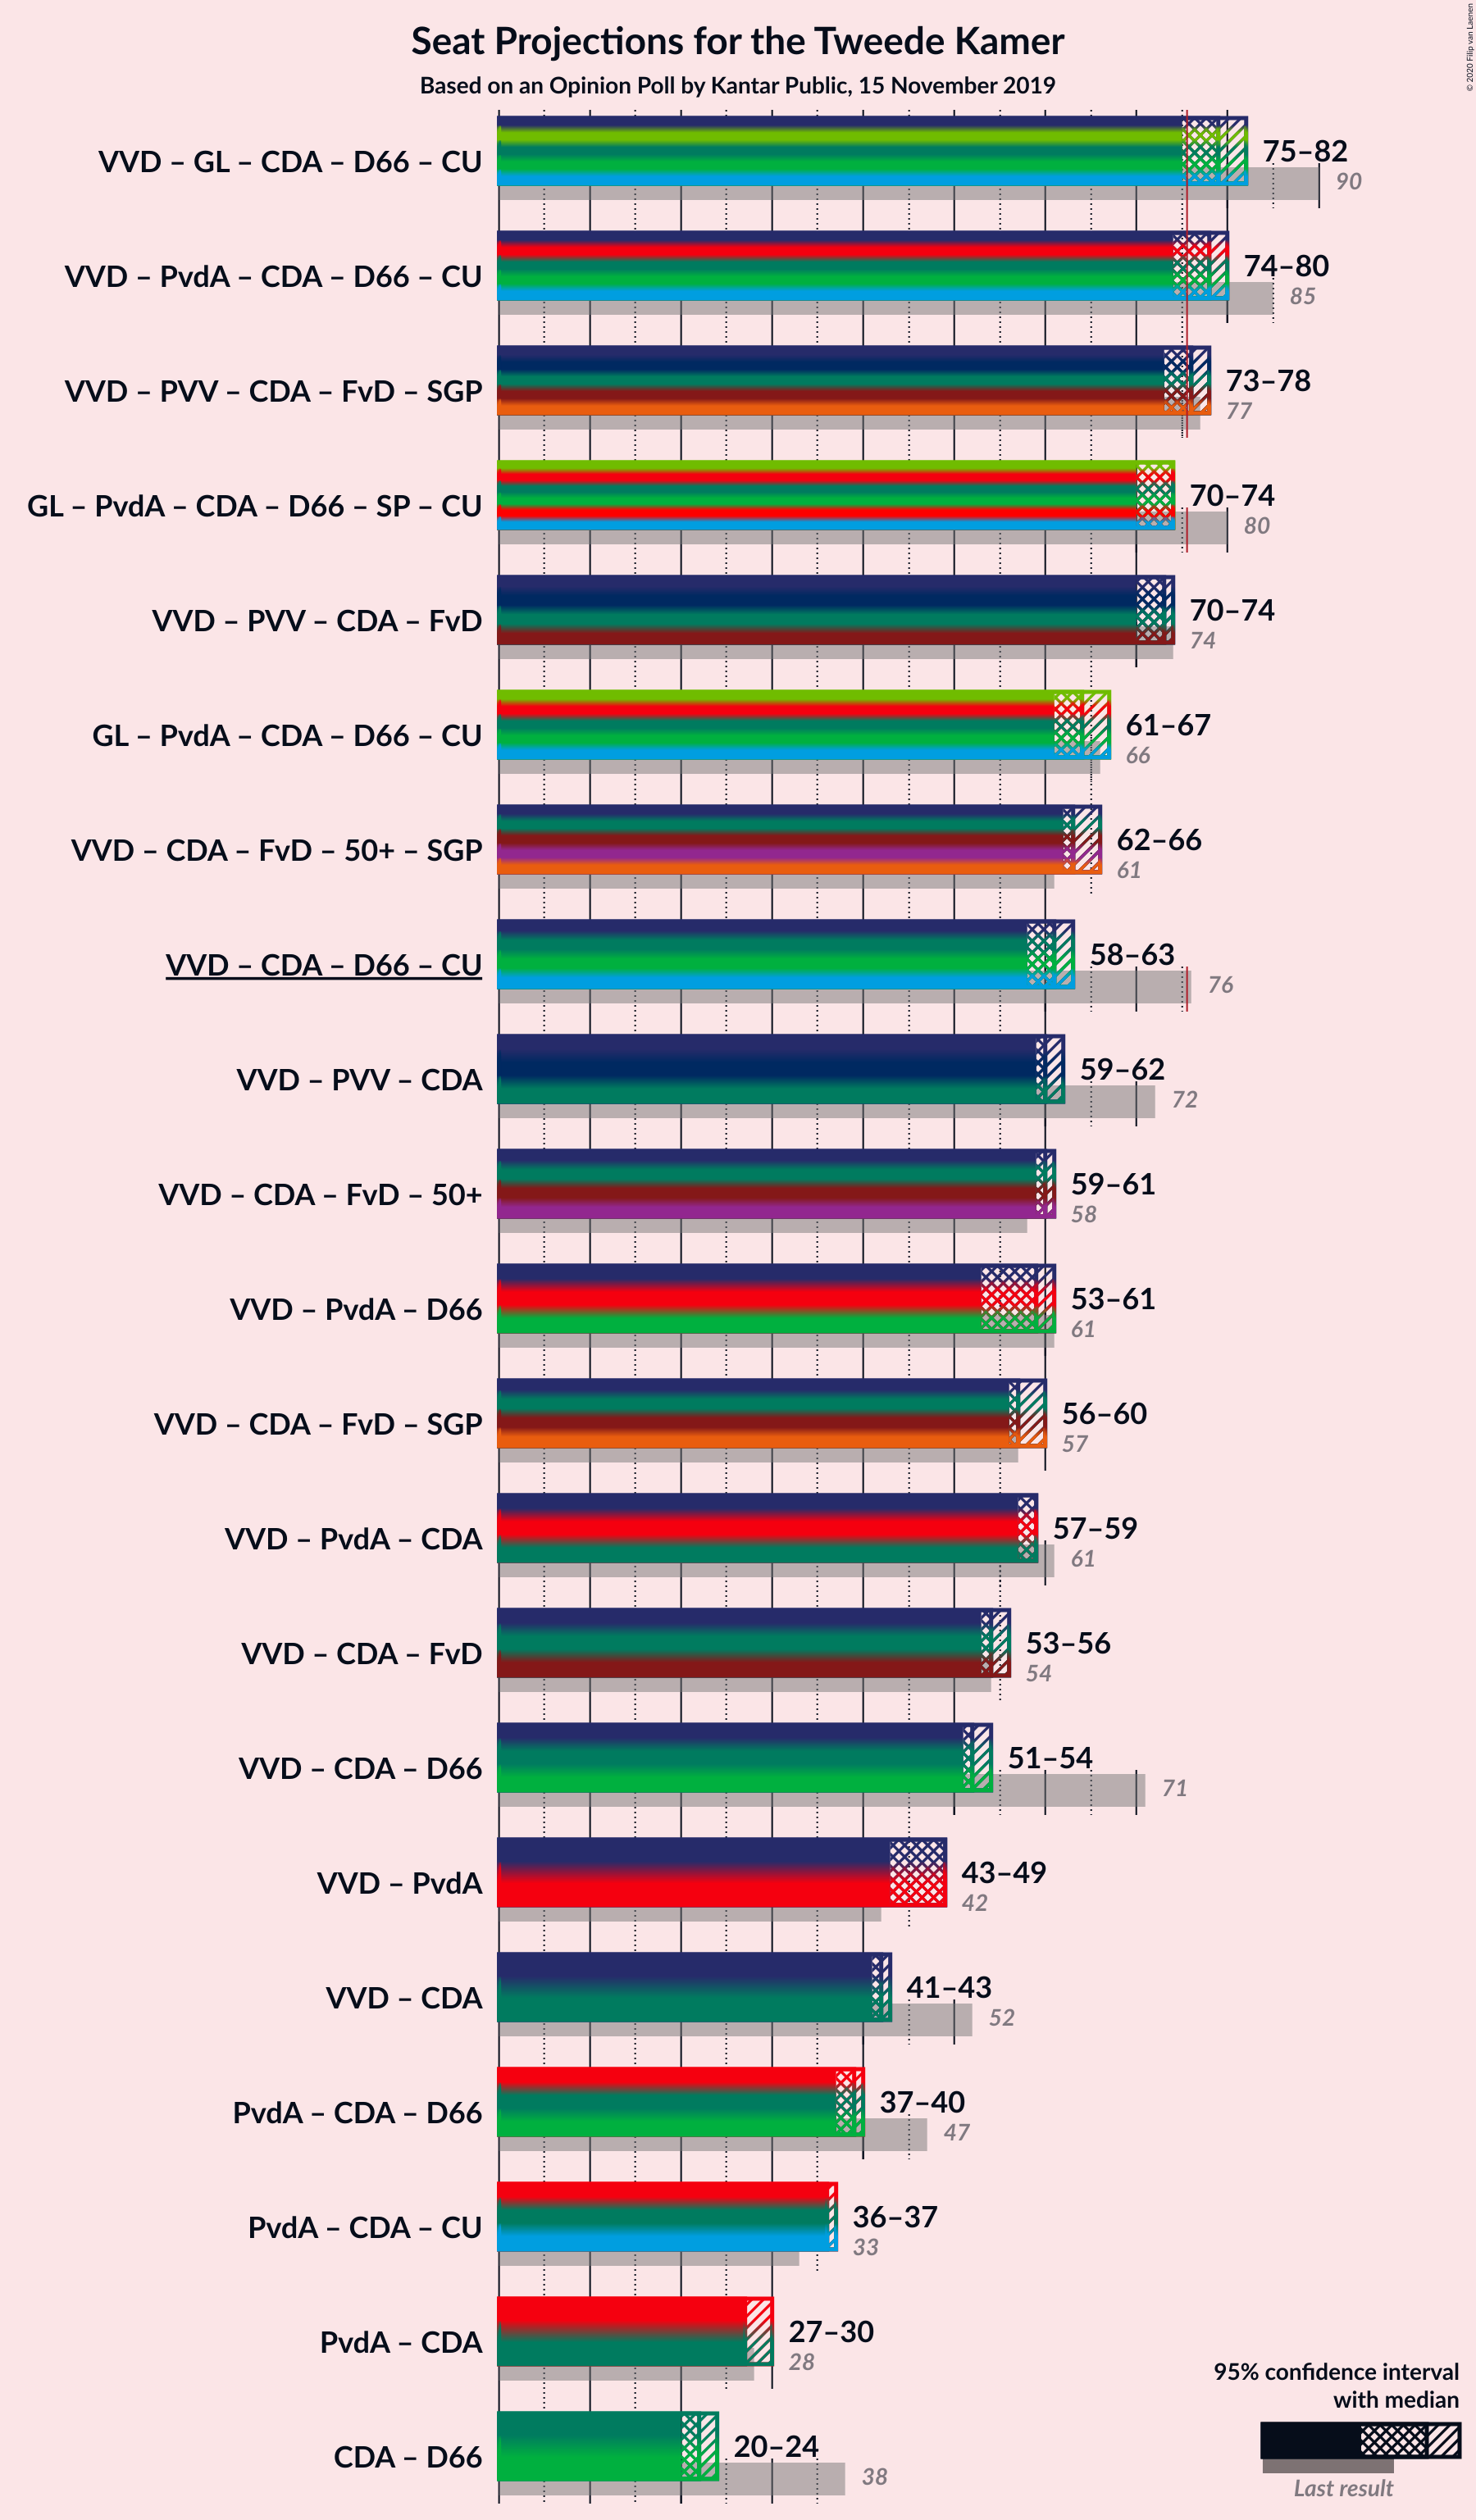 Seat Projections for the Tweede Kamer
Based on an Opinion Poll by Kantar Public, 15 November 2019
© 2020 Filip van Laenen
VVD – GL – CDA – D66 – CU
75–82
90
VVD – PvdA – CDA – D66 – CU
74–80
85
VVD – PVV – CDA – FvD – SGP
73–78
77
GL – PvdA – CDA – D66 – SP – CU
70–74
80
VVD – PVV – CDA – FvD
70–74
74
GL – PvdA – CDA – D66 – CU
61–67
66
VVD – CDA – FvD – 50+ – SGP
62–66
61
VVD – CDA – D66 – CU
58–63
76
VVD – PVV – CDA
59–62
72
VVD – CDA – FvD – 50+
59–61
58
VVD – PvdA – D66
53–61
61
VVD – CDA – FvD – SGP
56–60
57
VVD – PvdA – CDA
57–59
61
VVD – CDA – FvD
53–56
54
VVD – CDA – D66
51–54
71
VVD – PvdA
43–49
42
VVD – CDA
41–43
52
PvdA – CDA – D66
37–40
47
PvdA – CDA – CU
36–37
33
PvdA – CDA
27–30
28
CDA – D66
20–24
38
95% confidence interval
with median
Last result